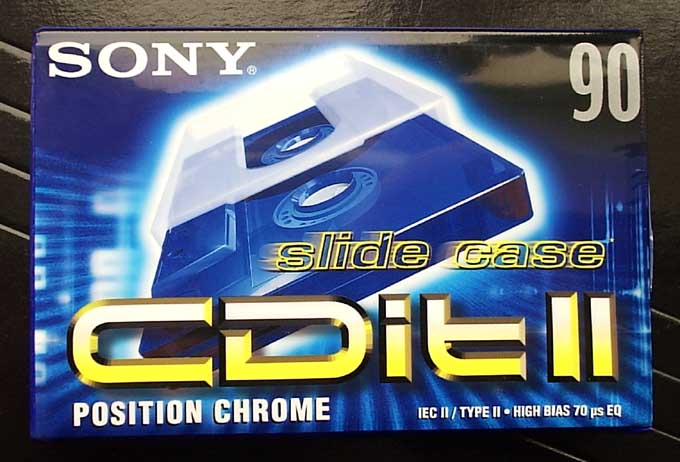 SONY®
90
slide case
CDit II
POSITION CHROME
IEC II / TYPE II • HIGH BIAS 70 µs EQ